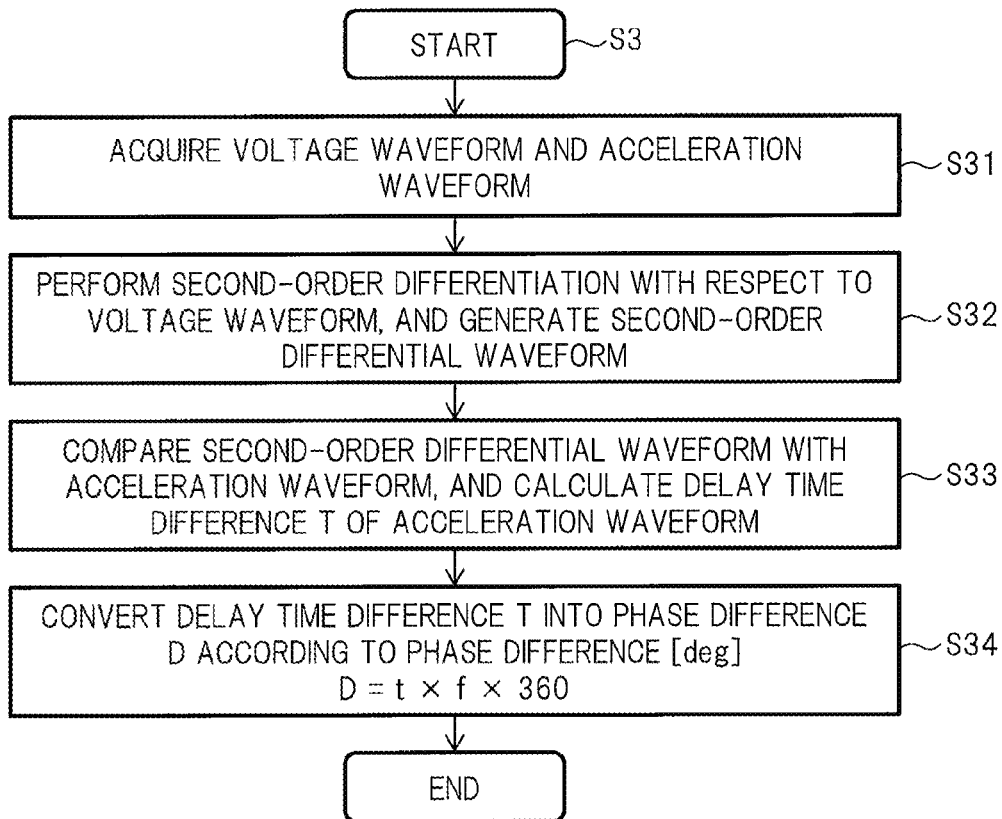 START
S3
ACQUIRE VOLTAGE WAVEFORM AND ACCELERATION
WAVEFORM
S31
PERFORM SECOND-ORDER DIFFERENTIATION WITH RESPECT TO
VOLTAGE WAVEFORM, AND GENERATE SECOND-ORDER
DIFFERENTIAL WAVEFORM
S32
COMPARE SECOND-ORDER DIFFERENTIAL WAVEFORM WITH
ACCELERATION WAVEFORM, AND CALCULATE DELAY TIME
DIFFERENCE T OF ACCELERATION WAVEFORM
S33
CONVERT DELAY TIME DIFFERENCE T INTO PHASE DIFFERENCE
D ACCORDING TO PHASE DIFFERENCE [deg]
D = t × f × 360
S34
END